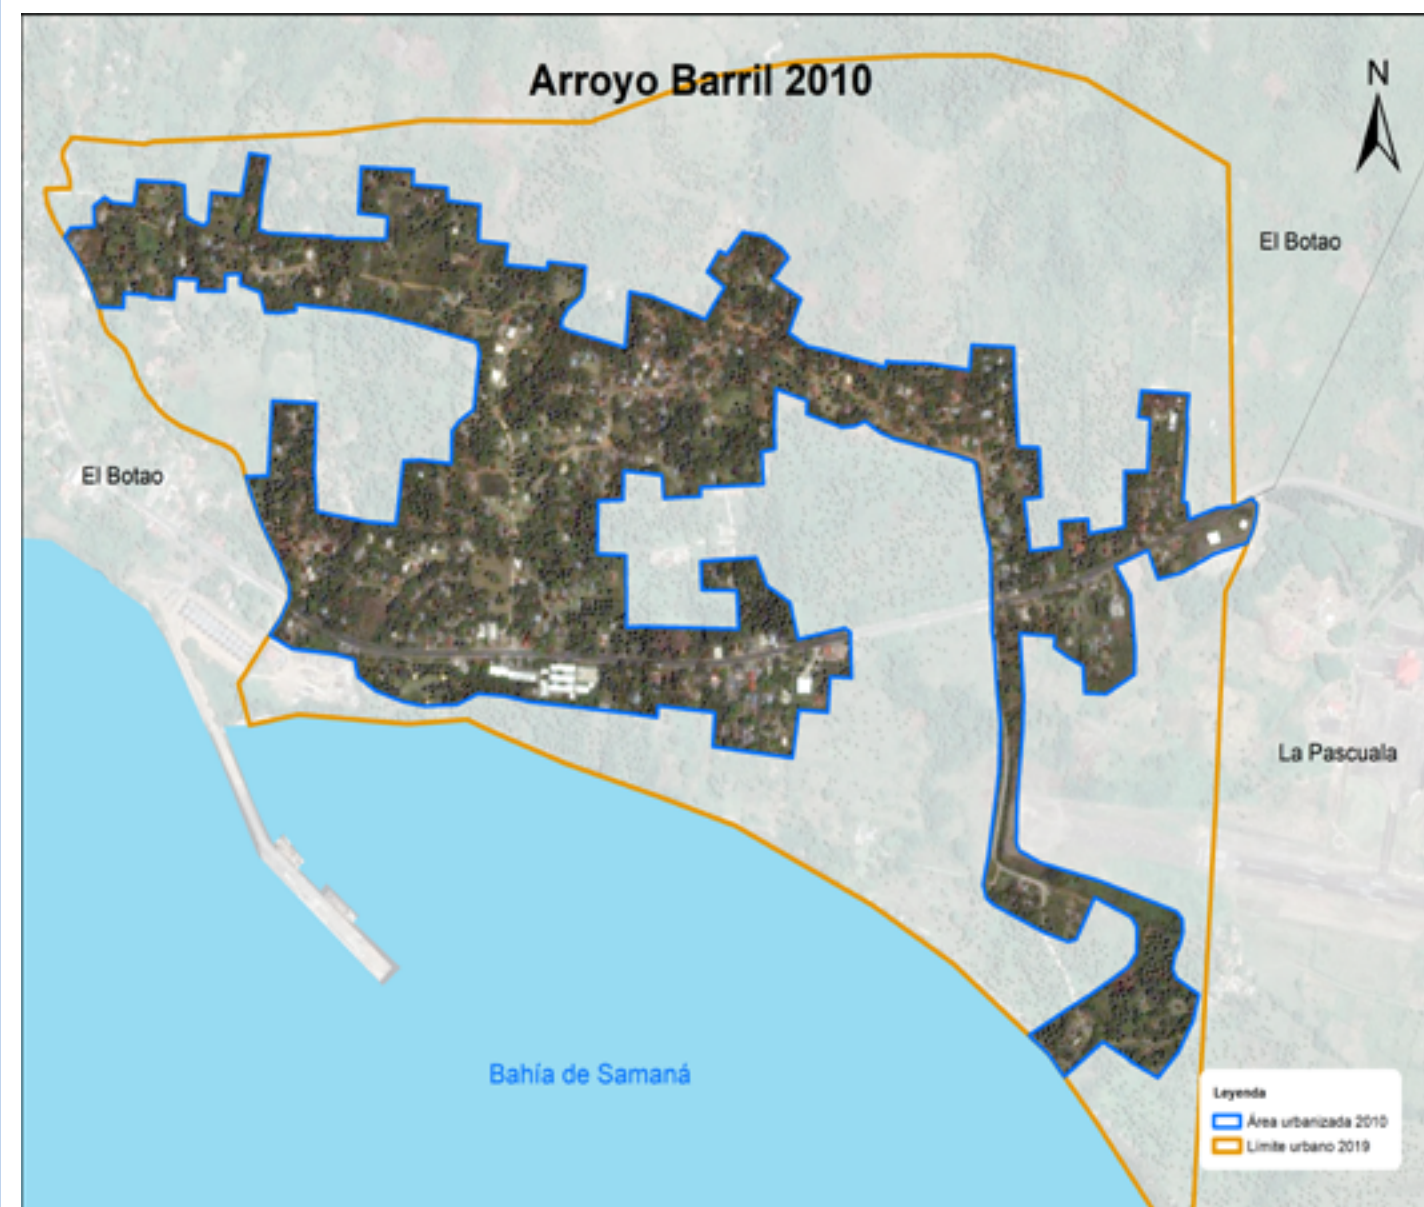 Arroyo Barril 2010
N
El Botao
El Botao
La Pascuala
Bahía de Samaná
Leyenda
Área urbanizada 2010
Límite urbano 2019